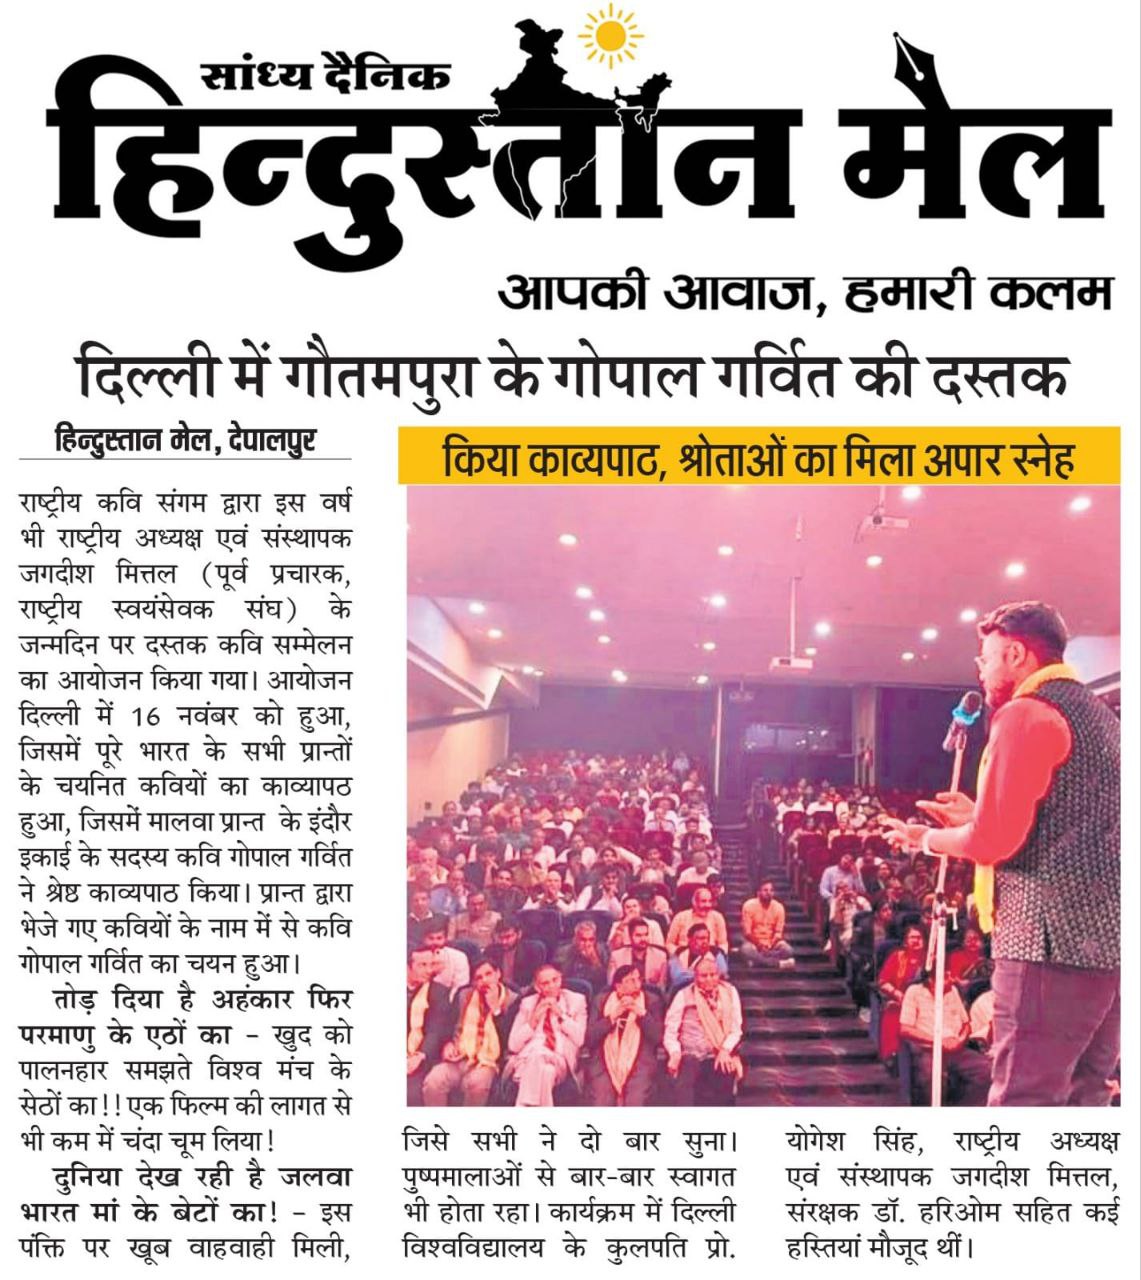 सांध्य दैनिक
हिन्दुस्तान मेल
आपकी आवाज, हमारी कलम
दिल्ली में गौतमपुरा के गोपाल गर्वित की दस्तक
हिन्दुस्तान मेल, देपालपुर
राष्ट्रीय कवि संगम द्वारा इस वर्ष
भी राष्ट्रीय अध्यक्ष एवं संस्थापक
जगदीश मित्तल (पूर्व प्रचारक,
राष्ट्रीय स्वयंसेवक संघ) के
जन्मदिन पर दस्तक कवि सम्मेलन
का आयोजन किया गया। आयोजन
दिल्ली में 16 नवंबर को हुआ,
जिसमें पूरे भारत के सभी प्रान्तों
के चयनित कवियों का काव्यापठ
हुआ, जिसमें मालवा प्रान्त के इंदौर
इकाई के सदस्य कवि गोपाल गर्वित
ने श्रेष्ठ काव्यपाठ किया। प्रान्त द्वारा
भेजे गए कवियों के नाम में से कवि
गोपाल गर्वित का चयन हुआ।
तोड़ दिया है अहंकार फिर
परमाणु के एठों का - खुद को
पालनहार समझते विश्व मंच के
सेठों का!! एक फिल्म की लागत से
भी कम में चंदा चूम लिया!
दुनिया देख रही है जलवा
भारत मां के बेटों का! - इस
पंक्ति पर खूब वाहवाही मिली,
किया काव्यपाठ, श्रोताओं का मिला अपार स्नेह
जिसे सभी ने दो बार सुना।
पुष्पमालाओं से बार-बार स्वागत
भी होता रहा। कार्यक्रम में दिल्ली
विश्वविद्यालय के कुलपति प्रो.
योगेश सिंह, राष्ट्रीय अध्यक्ष
एवं संस्थापक जगदीश मित्तल,
संरक्षक डॉ. हरिओम सहित कई
हस्तियां मौजूद थीं।